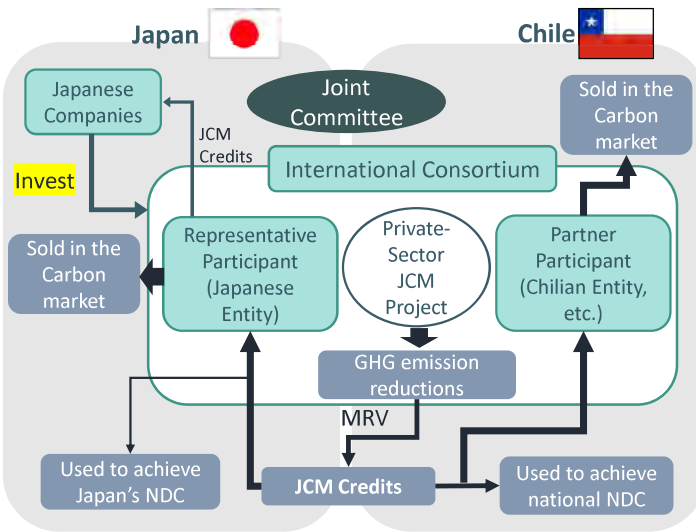 Japan
Chile
Japanese
Companies
Joint
Committee
Sold in the
Carbon
market
JCM
Credits
International Consortium
Invest
Representative
Participant
(Japanese
Entity)
Private-
Sector
JCM
Project
Partner
Participant
(Chilian Entity,
etc.)
Sold in the
Carbon
market
GHG emission
reductions
MRV
Used to achieve
Japan's NDC
JCM Credits
Used to achieve
national NDC